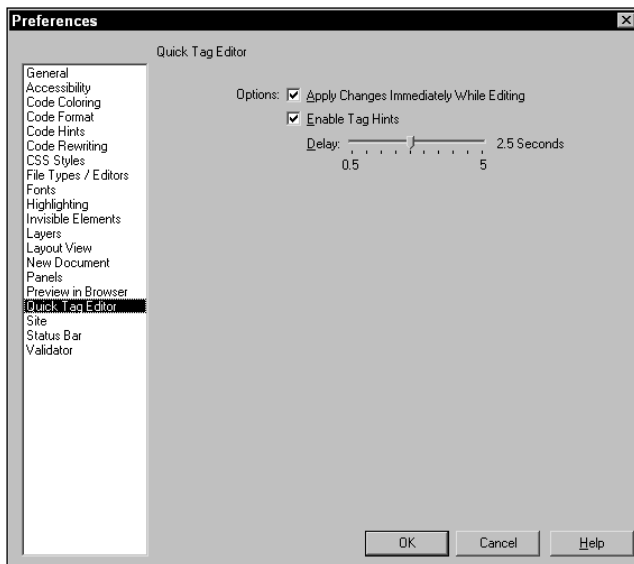 Preferences
Quick Tag Editor
General
Accessibility
Code Coloring
Code Format
Code Hints
Code Rewriting
CSS Styles
File Types / Editors
Fonts
Highlighting
Invisible Elements
Layers
Layout View
New Document
Panels
Preview in Browser
Quick Tag Editor
Site
Status Bar
Validator
Options: Apply Changes Immediately While Editing
Enable Tag Hints
Delay: 2.5 Seconds
0.5 5
OK Cancel Help